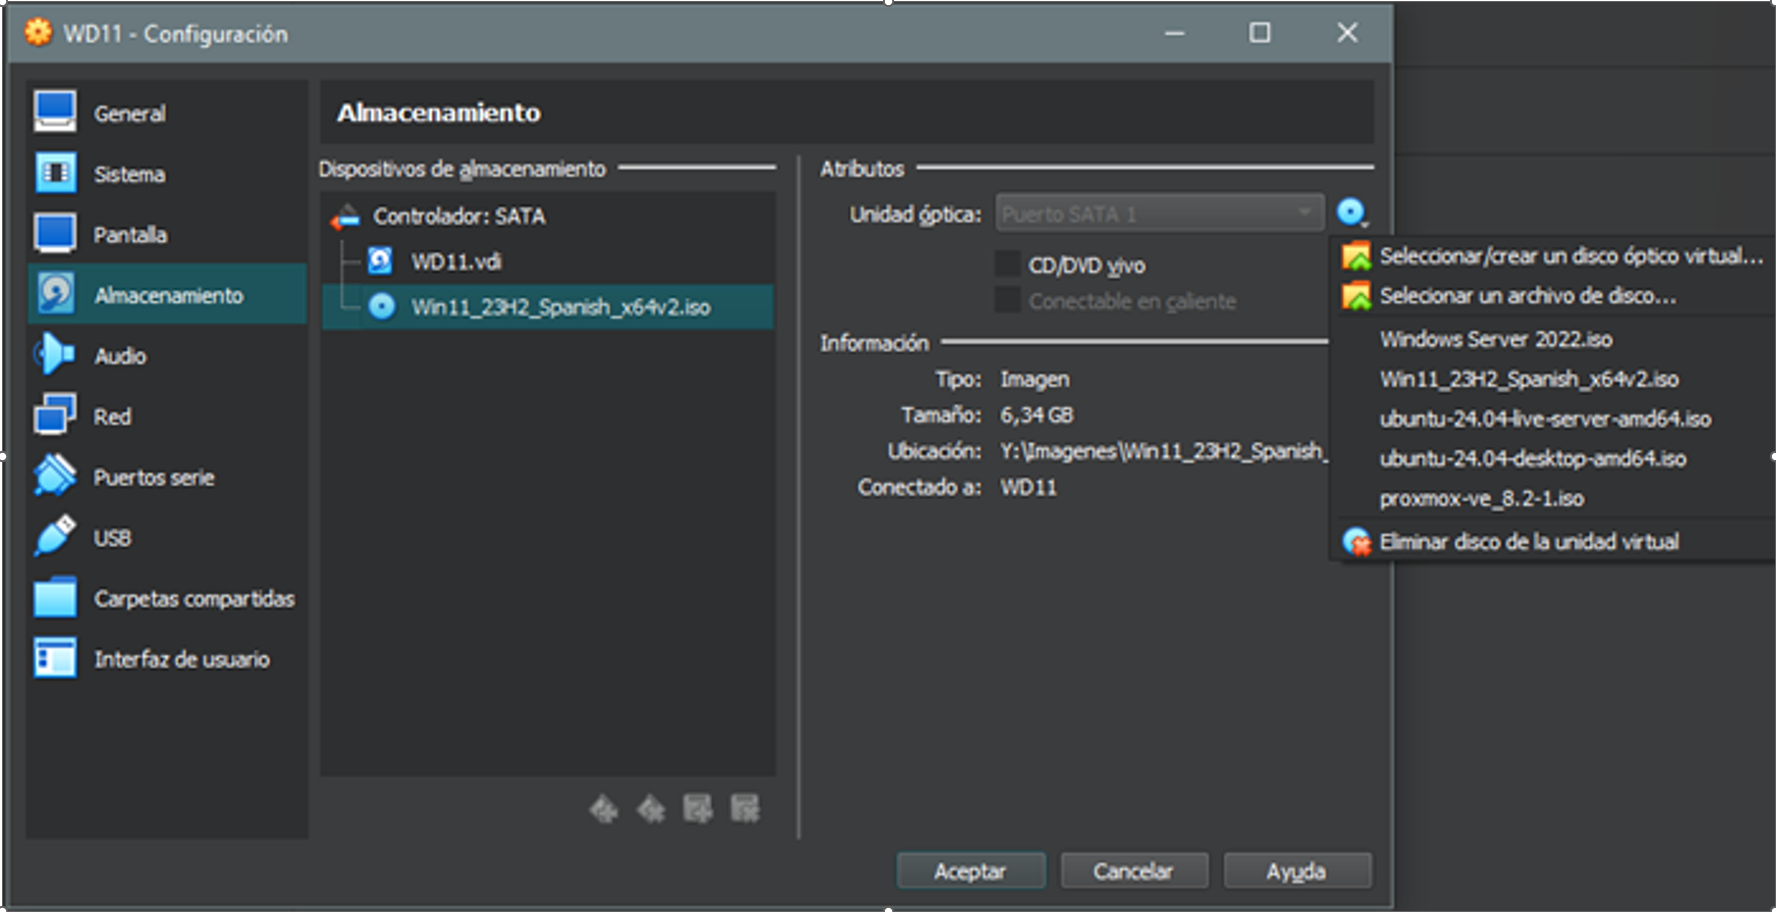 WD11 - Configuración
General
Sistema
Pantalla
Almacenamiento
Audio
Red
Puertos serie
USB
Carpetas compartidas
Interfaz de usuario
Almacenamiento
Dispositivos de almacenamiento
Controlador: SATA
WD11.vdi
Win11_23H2_Spanish_x64v2.iso
Atributos
Unidad óptica: Puerto SATA 1
CD/DVD vivo
Conectable en caliente
Información
Tipo: Imagen
Tamaño: 6,34 GB
Ubicación: Y:\Imagenes\Win11_23H2_Spanish_
Conectado a: WD11
Seleccionar/crear un disco óptico virtual...
Selecionar un archivo de disco...
Windows Server 2022.iso
Win11_23H2_Spanish_x64v2.iso
ubuntu-24.04-live-server-amd64.iso
ubuntu-24.04-desktop-amd64.iso
proxmox-ve_8.2-1.iso
Eliminar disco de la unidad virtual
Aceptar
Cancelar
Ayuda